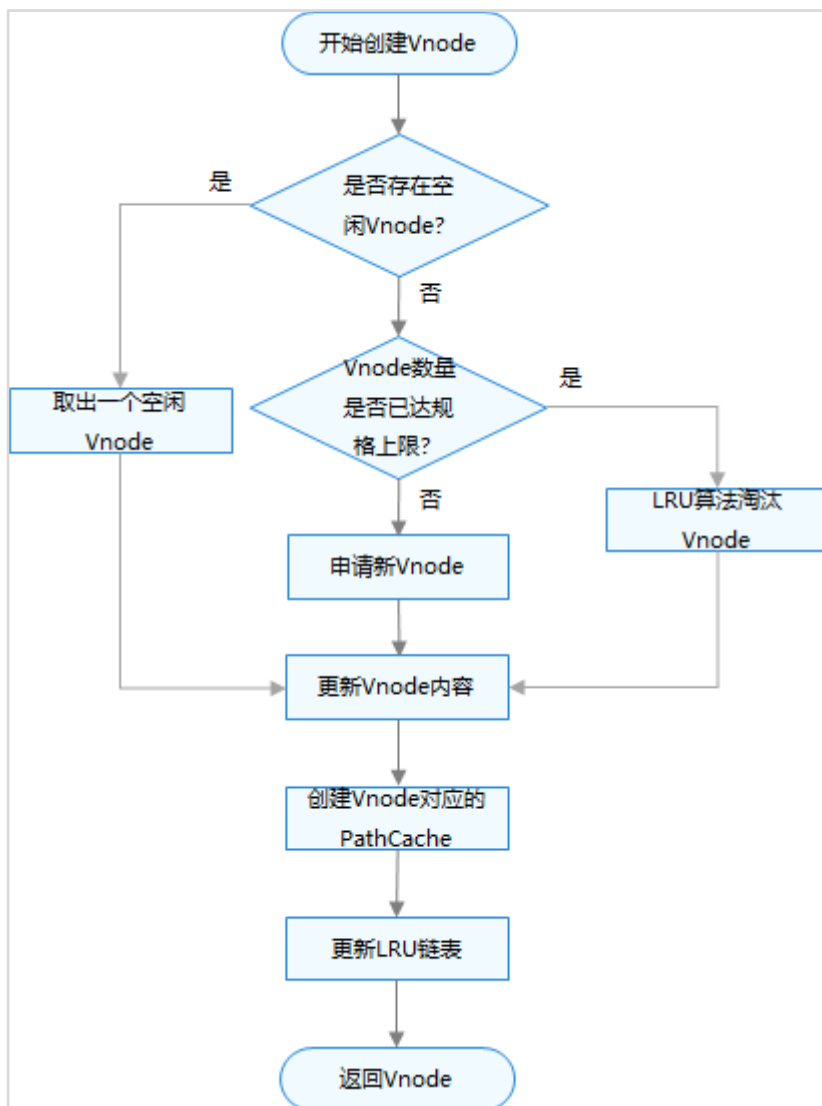 开始创建Vnode
是否存在空
闲Vnode?
是
否
取出一个空闲
Vnode
Vnode数量
是否已达规
格上限?
是
否
LRU算法淘汰
Vnode
申请新Vnode
更新Vnode内容
创建Vnode对应的
PathCache
更新LRU链表
返回Vnode